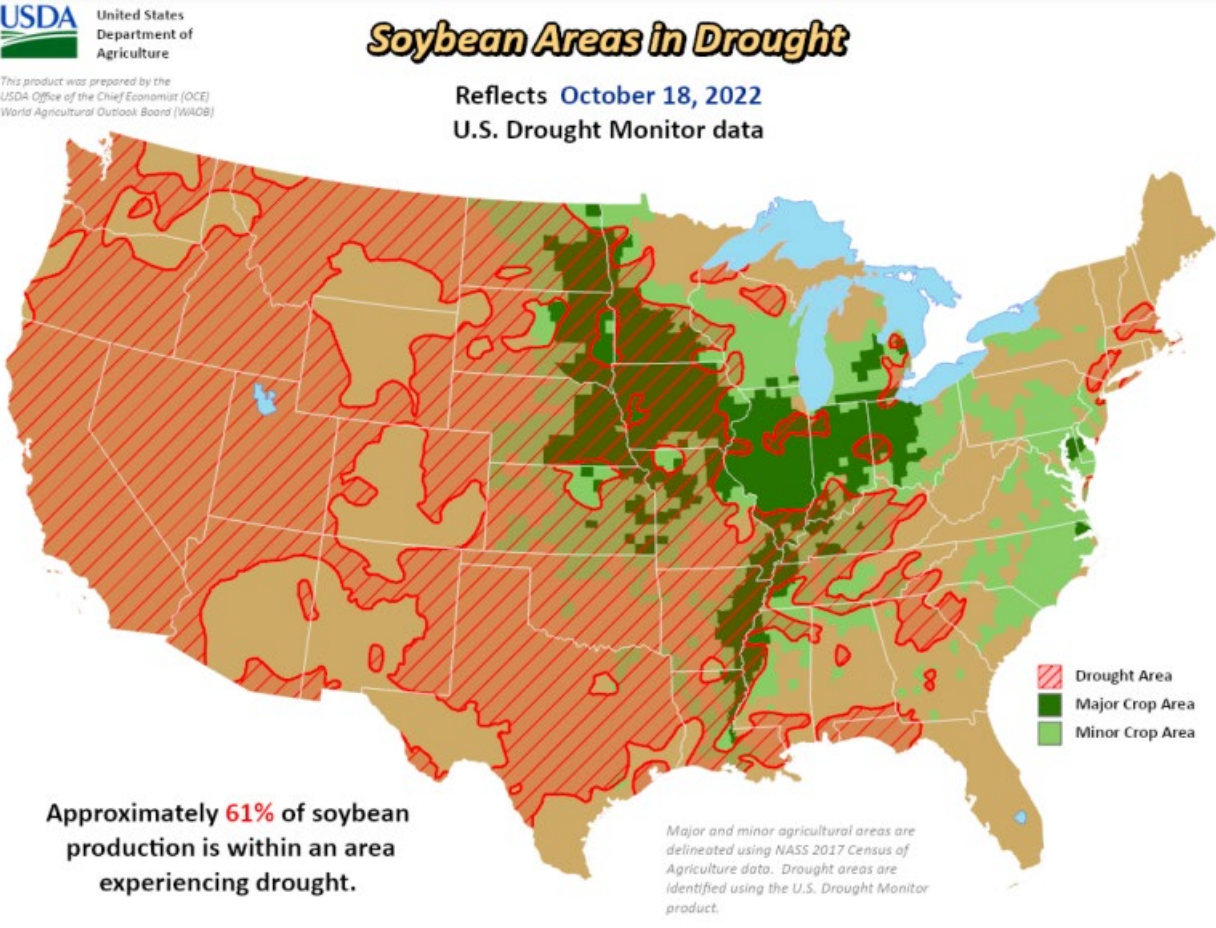 USDA
United States
Department of
Agriculture
This product was prepared by the
USDA Office of the Chief Economist (OCE)
World Agricultural Outlook Board (WAOB)
Soybean Areas in Drought
Reflects October 18, 2022
U.S. Drought Monitor data
Drought Area
Major Crop Area
Minor Crop Area
Approximately 61% of soybean
production is within an area
experiencing drought.
Major and minor agricultural areas are
delineated using NASS 2017 Census of
Agriculture data. Drought areas are
identified using the U.S. Drought Monitor
product.